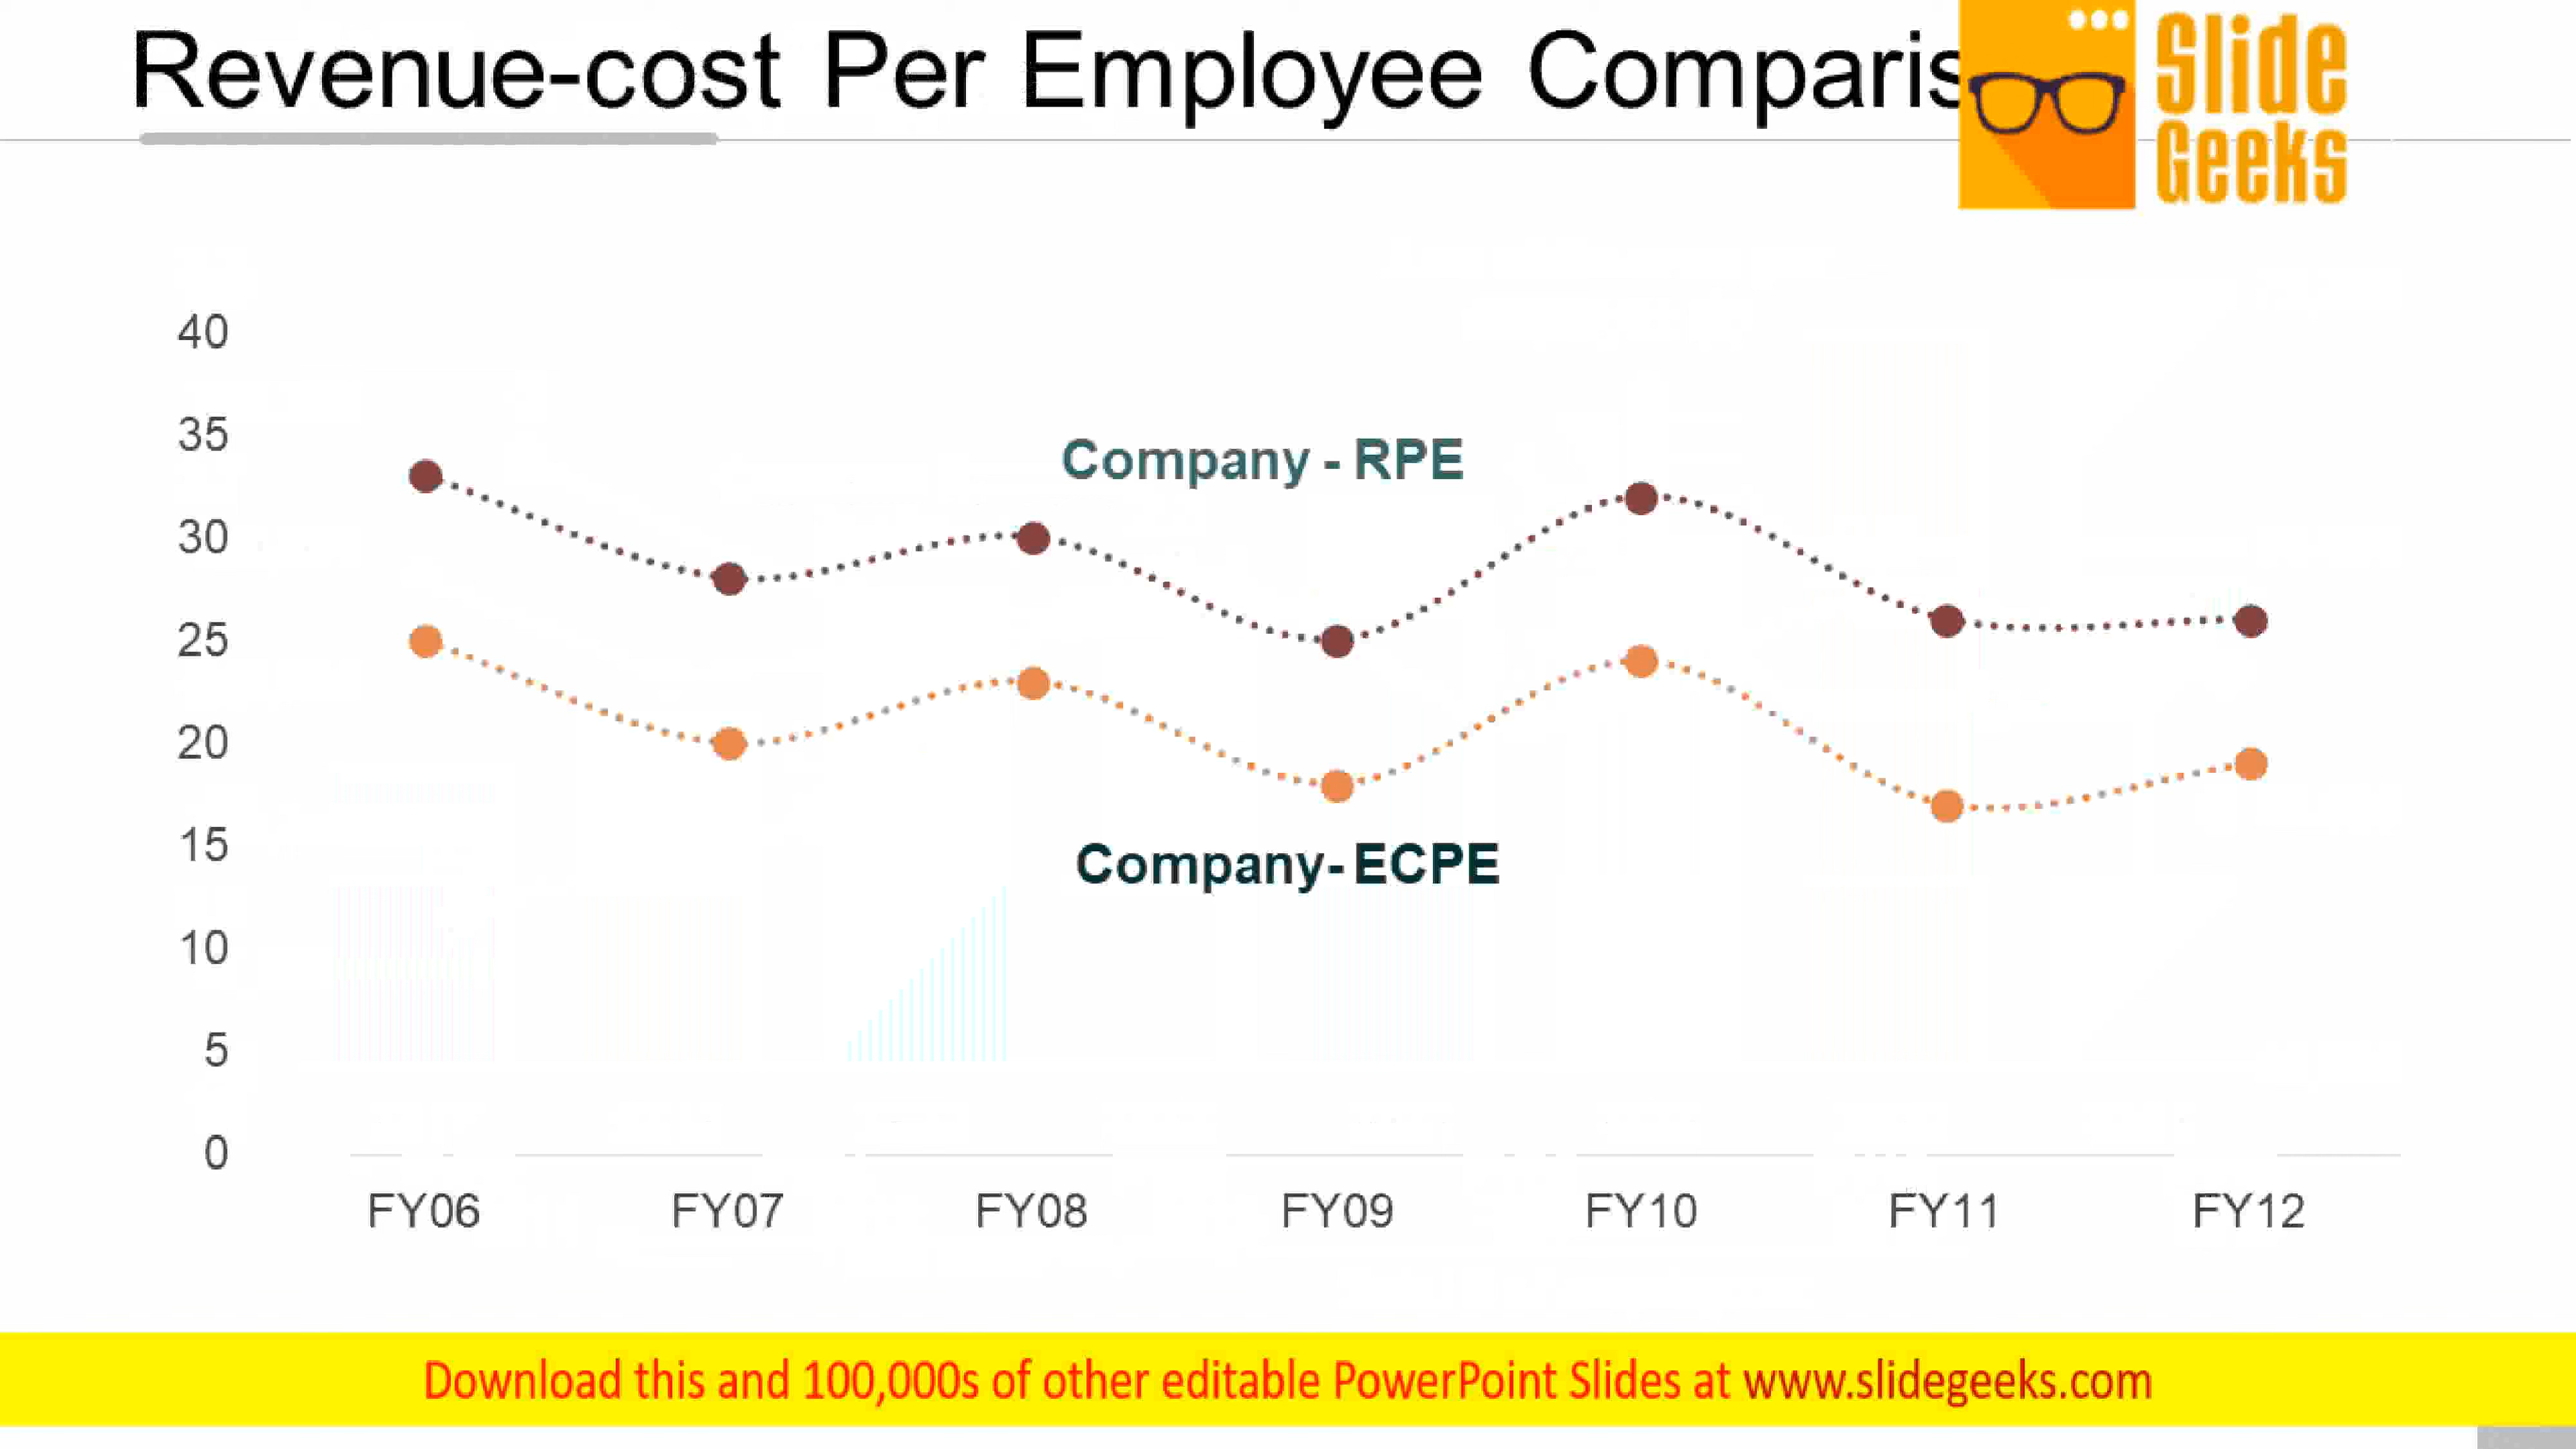 Revenue-cost Per Employee Comparis
Slide
Geeks
40
35
Company - RPE
30
25
20
15
Company- ECPE
10
5
0
FY06 FY07 FY08 FY09 FY10 FY11 FY12
Download this and 100,000s of other editable PowerPoint Slides at www.slidegeeks.com